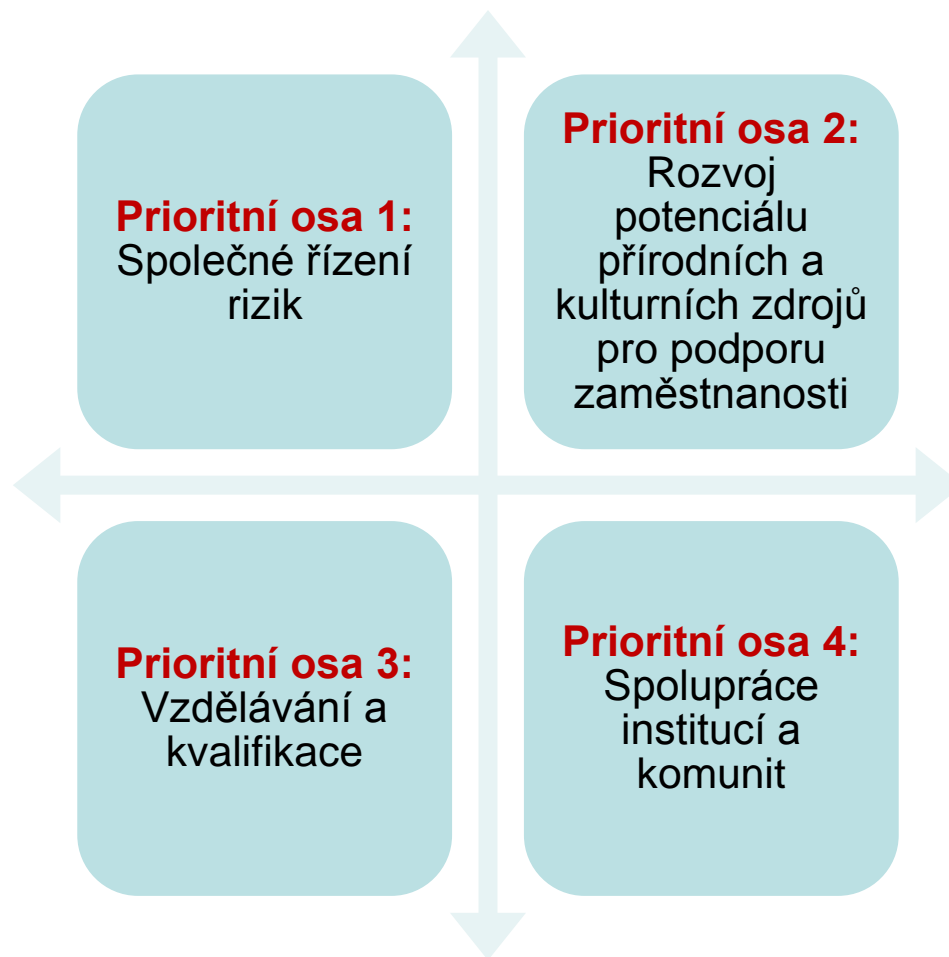 Prioritní osa 1:
Společné řízení
rizik
Prioritní osa 2:
Rozvoj
potenciálu
přírodních a
kulturních zdrojů
pro podporu
zaměstnanosti
Prioritní osa 3:
Vzdělávání a
kvalifikace
Prioritní osa 4:
Spolupráce
institucí a
komunit